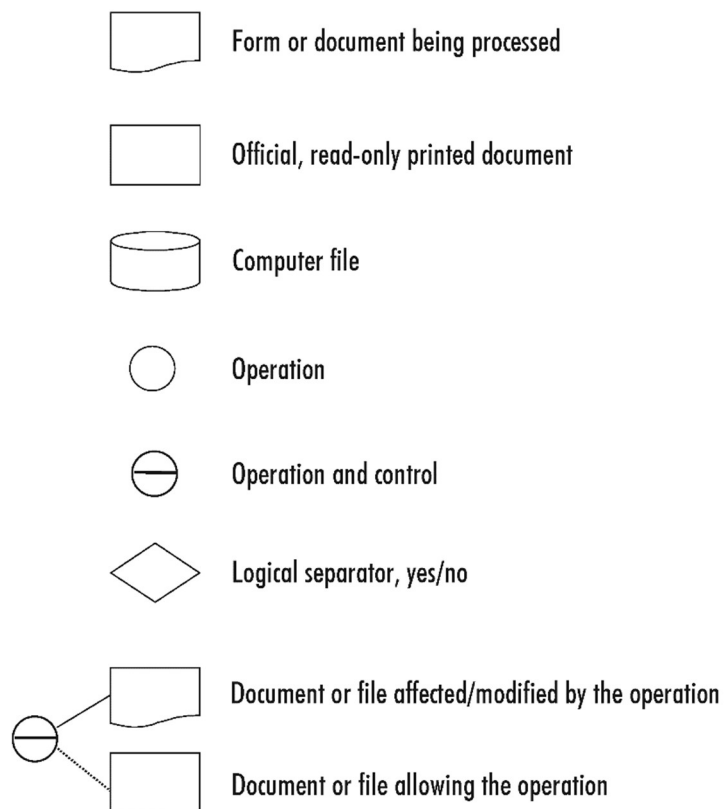 Form or document being processed
Official, read-only printed document
Computer file
Operation
Operation and control
Logical separator, yes/no
Document or file affected/modified by the operation
Document or file allowing the operation